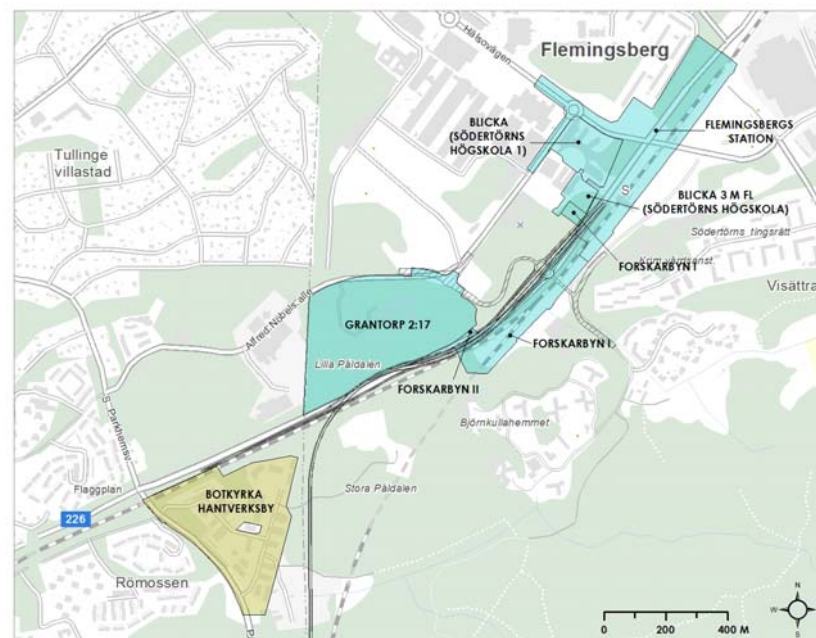 Hälsovägen
Flemingsberg
BLICKA
(SÖDERTÖRNS
HÖGSKOLA 1)
FLEMINGSBERGS
STATION
Tullinge
villastad
S
BLICKA 3 M FL
(SÖDERTÖRNS HÖGSKOLA)
Södertörns tingsrätt
FORSKARBYN I
Visättra
Alfred Nobels allé
GRANTORP 2:17
Lilla Påldalen
FORSKARBYN I
FORSKARBYN II
S. Parkhemsv.
Björnkullahemmet
Flaggplan
BOTKYRKA
HANTVERKSBY
Stora Påldalen
226
Römossen
P
N
W
E
S
0 200 400 M